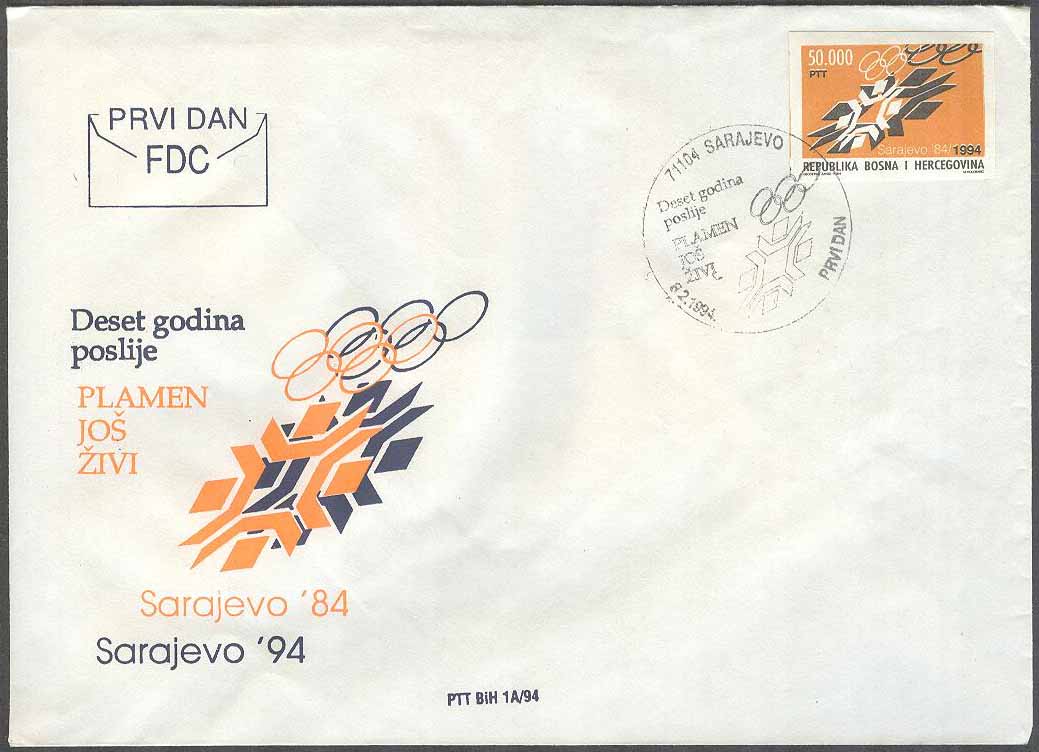 50.000
PTT
Sarajevo '84/1994
REPUBLIKA BOSNA I HERCEGOVINA
PRVI DAN
FDC
71104 SARAJEVO
Deset godina
poslije
PLAMEN
JOŠ
ŽIVI
PRVI DAN
8.2.1994.
Deset godina
poslije
PLAMEN
JOŠ
ŽIVI
Sarajevo '84
Sarajevo '94
PTT BiH 1A/94